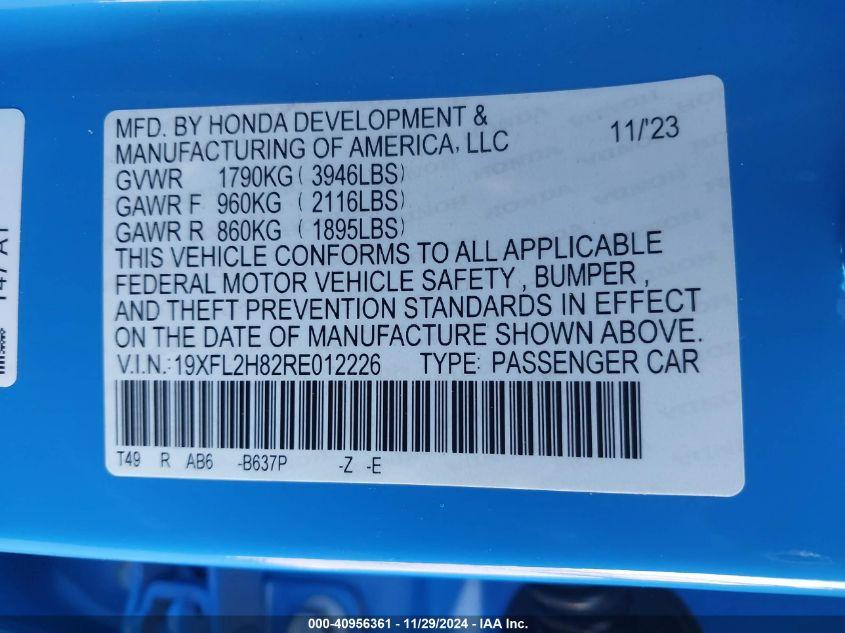 MFD. BY HONDA DEVELOPMENT &
MANUFACTURING OF AMERICA, LLC 11/'23
GVWR 1790KG ( 3946LBS)
GAWR F 960KG ( 2116LBS)
GAWR R 860KG ( 1895LBS)
THIS VEHICLE CONFORMS TO ALL APPLICABLE
FEDERAL MOTOR VEHICLE SAFETY , BUMPER ,
AND THEFT PREVENTION STANDARDS IN EFFECT
ON THE DATE OF MANUFACTURE SHOWN ABOVE.
V.I.N.: 19XFL2H82RE012226 TYPE: PASSENGER CAR
T49 R AB6 -B637P -Z -E
147 A1
000-40956361 - 11/29/2024 - IAA Inc.